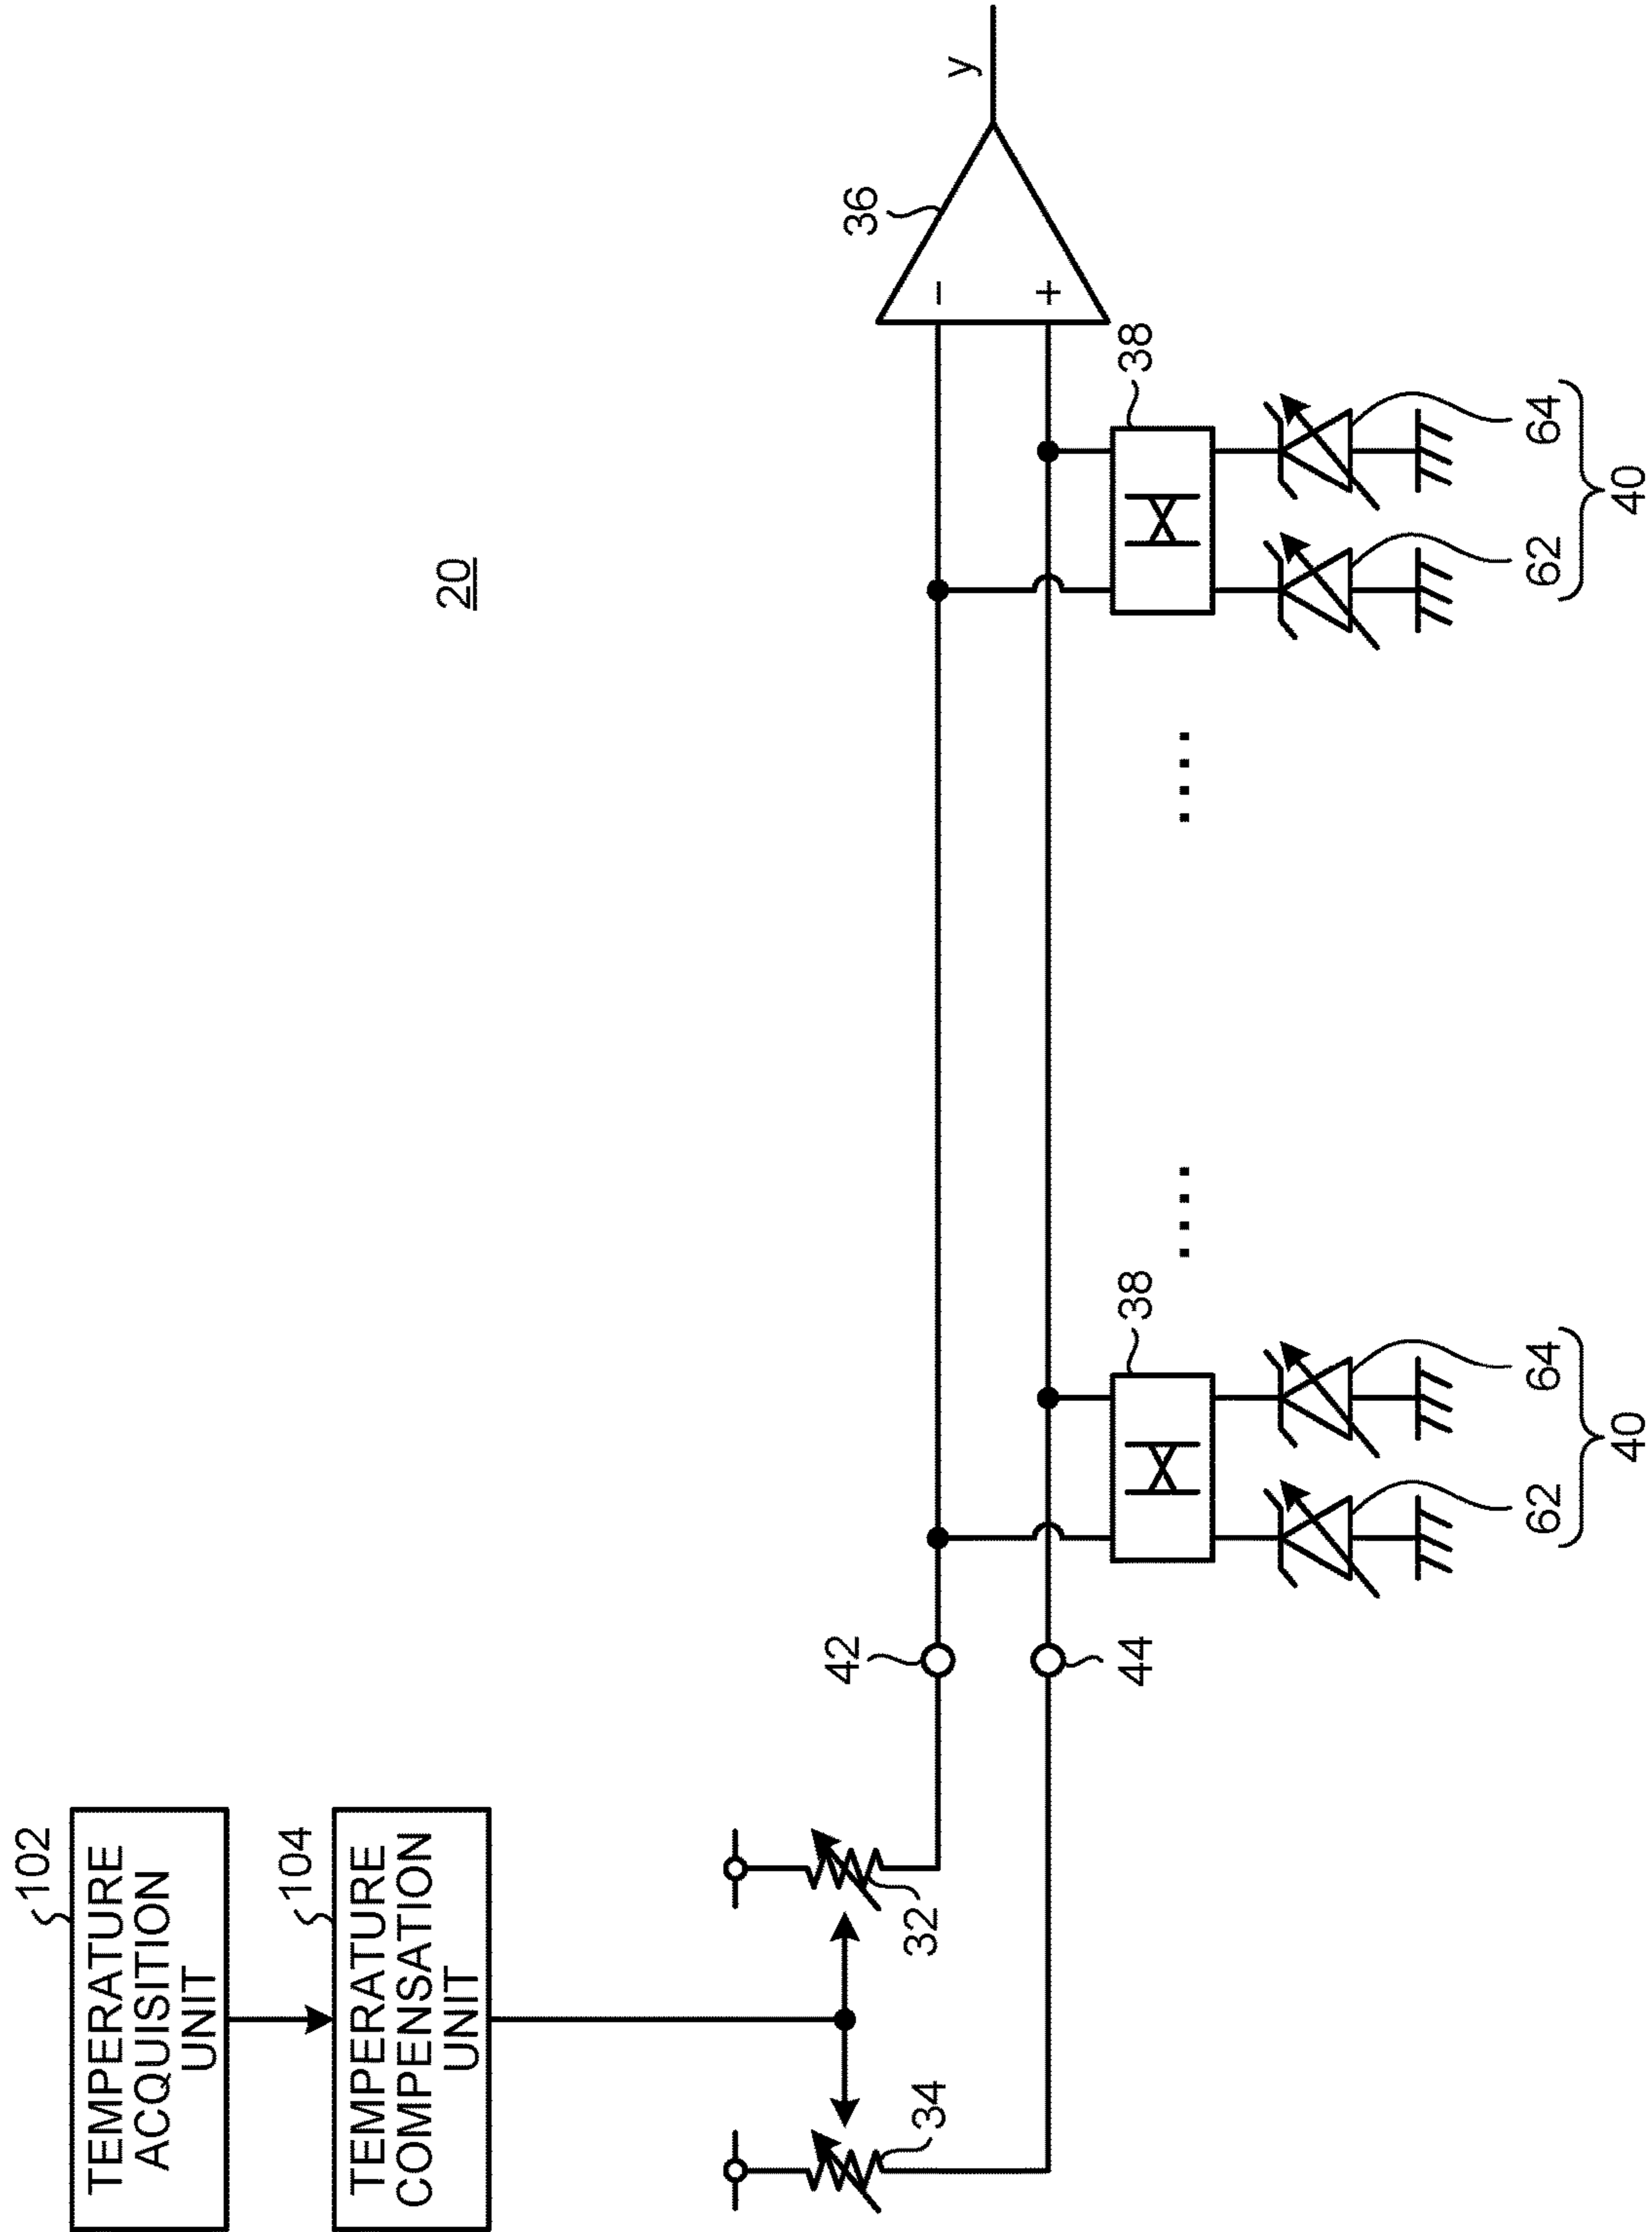 20
TEMPERATURE
ACQUISITION
UNIT
102
TEMPERATURE
COMPENSATION
UNIT
104
34
32
42
44
36
−
+
y
38
38
62
64
40
62
64
40